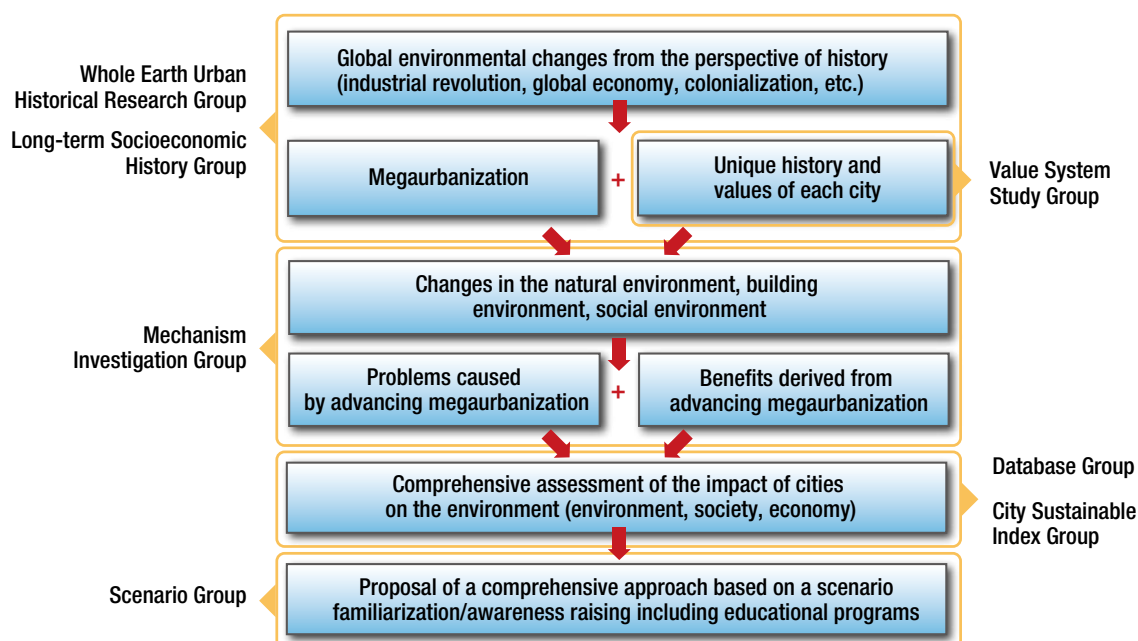 Whole Earth Urban
Historical Research Group
Long-term Socioeconomic
History Group
Global environmental changes from the perspective of history
(industrial revolution, global economy, colonialization, etc.)
Megaurbanization
+
Unique history and
values of each city
Value System
Study Group
Mechanism
Investigation Group
Changes in the natural environment, building
environment, social environment
Problems caused
by advancing megaurbanization
+
Benefits derived from
advancing megaurbanization
Comprehensive assessment of the impact of cities
on the environment (environment, society, economy)
Database Group
City Sustainable
Index Group
Scenario Group
Proposal of a comprehensive approach based on a scenario
familiarization/awareness raising including educational programs